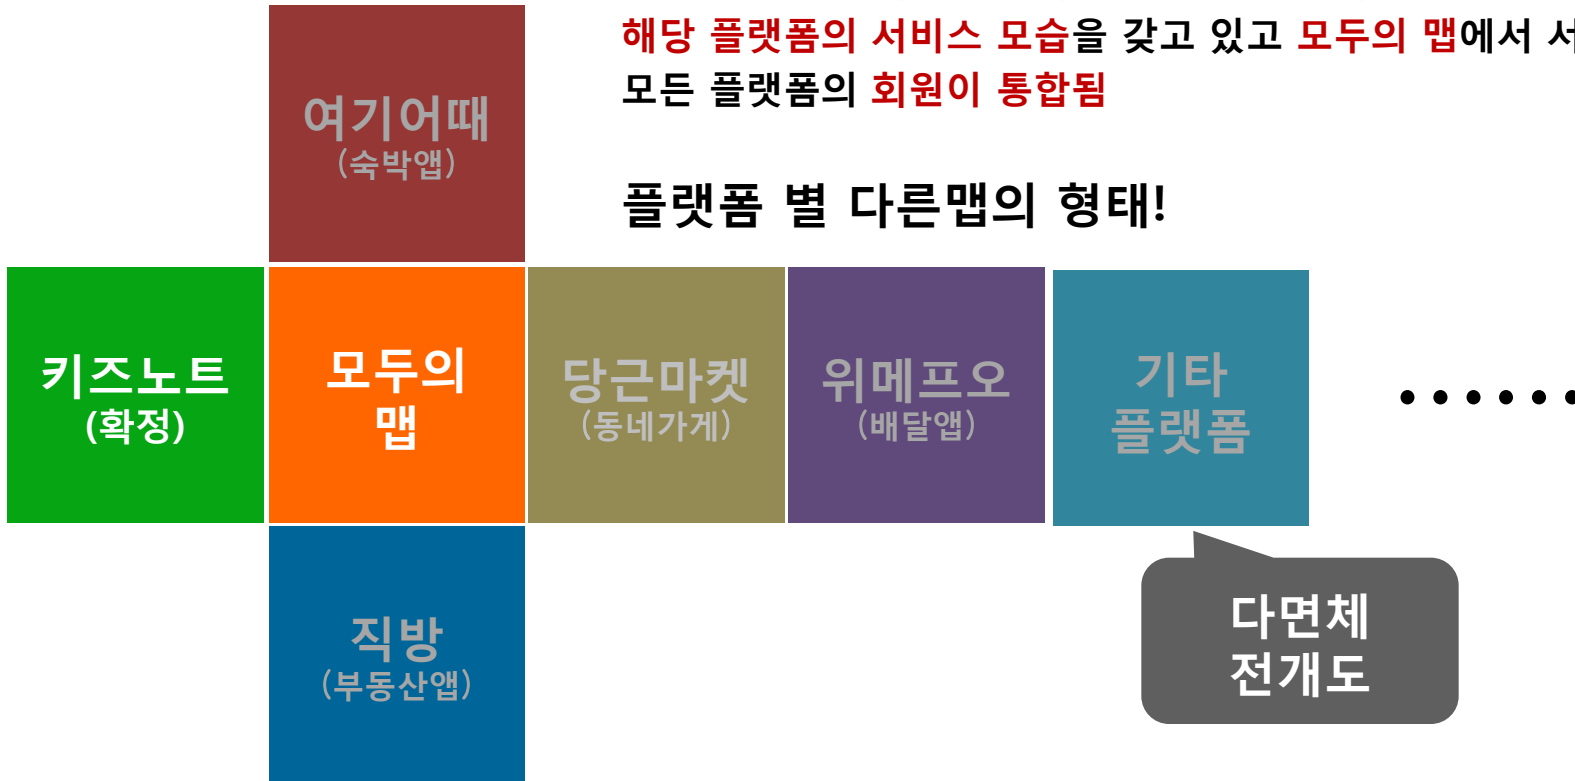 해당 플랫폼의 서비스 모습을 갖고 있고 모두의 맵에서
모든 플랫폼의 회원이 통합됨
플랫폼 별 다른맵의 형태!
여기어때
(숙박앱)
키즈노트
(확정)
모두의
맵
당근마켓
(동네가게)
위메프오
(배달앱)
기타
플랫폼
직방
(부동산앱)
다면체
전개도